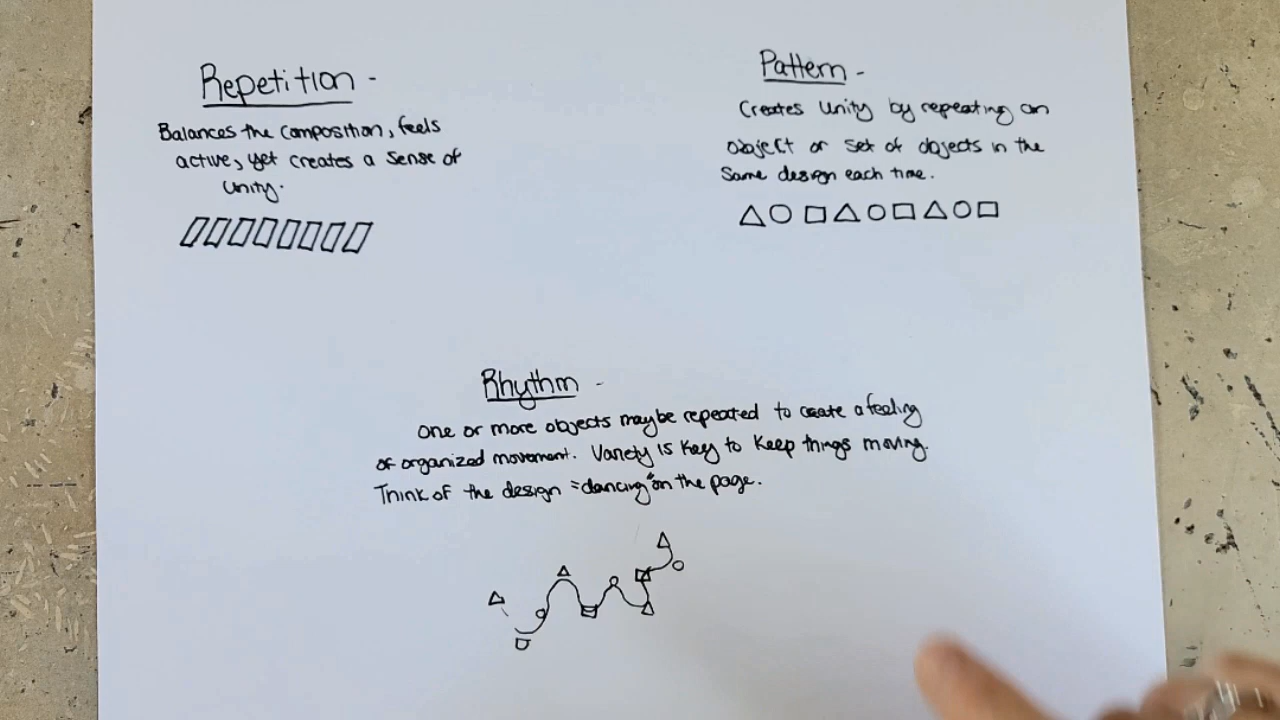 Repetition -
Balances the composition, feels
active, yet creates a sense of
unity.
Pattern -
Creates Unity by repeating an
object or set of objects in the
same design each time.
Rhythm -
One or more objects may be repeated to create a feeling
of organized movement. Variety is key to keep things moving.
Think of the design "dancing" on the page.